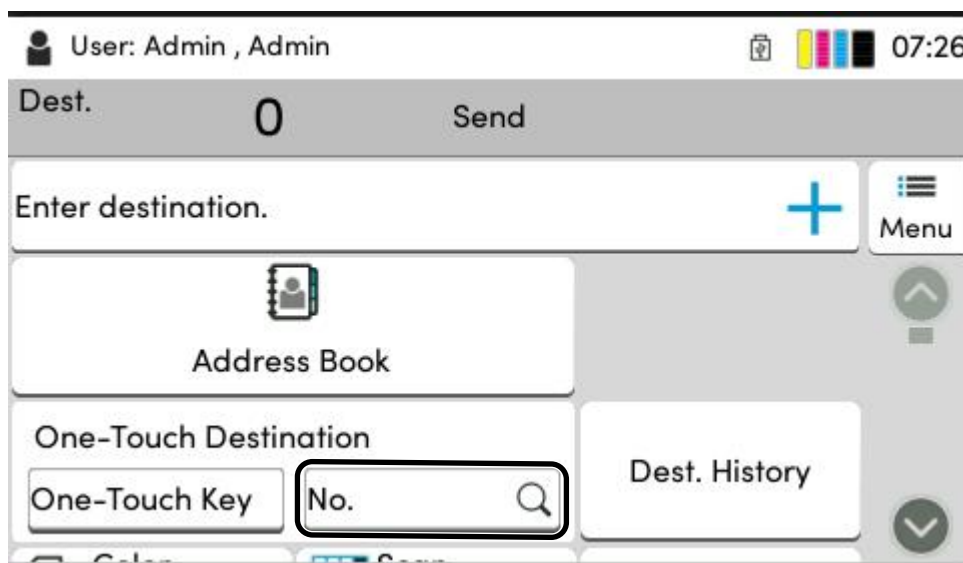 User: Admin , Admin 07:26
Dest. 0 Send
Enter destination.
Menu
Address Book
One-Touch Destination
One-Touch Key No.
Dest. History